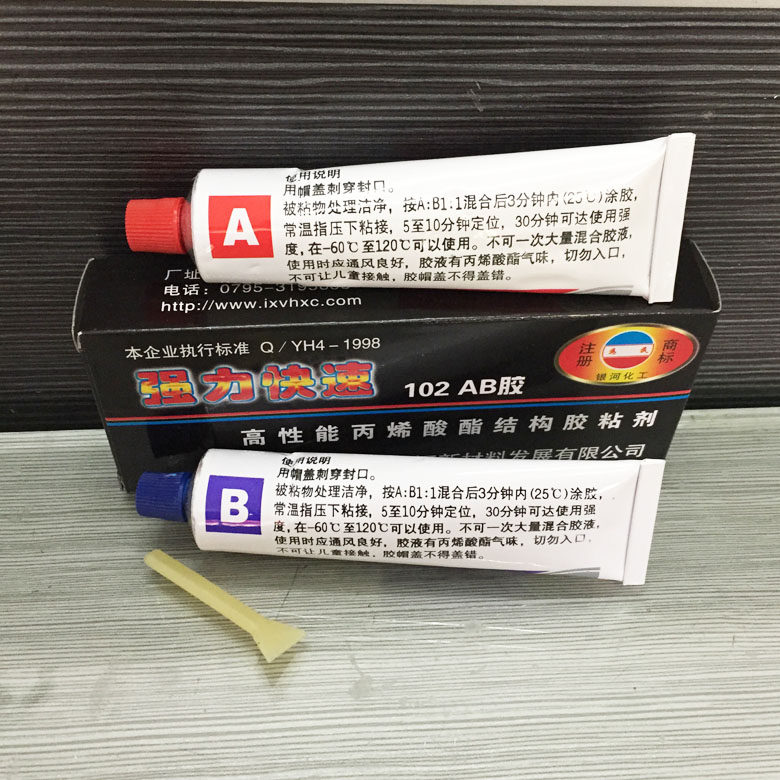 使用说明
用帽盖刺穿封口。
被粘物处理洁净，按A:B1:1混合后3分钟内(25℃)涂胶，
常温指压下粘接，5至10分钟定位，30分钟可达使用强
度，在-60℃至120℃可以使用。不可一次大量混合胶液，
使用时应通风良好，胶液有丙烯酸酯气味，切勿入口，
不可让儿童接触，胶帽盖不得盖错。
A
厂址
电话：0795-319
http://www.ixvhxc.com
本企业执行标准 Q/YH4-1998
注册 商标
银河化工
强力快速 102 AB胶
高性能丙烯酸酯结构胶粘剂
新材料发展有限公司
使用说明
用帽盖刺穿封口。
被粘物处理洁净，按A:B1:1混合后3分钟内(25℃)涂胶，
常温指压下粘接，5至10分钟定位，30分钟可达使用强
度，在-60℃至120℃可以使用。不可一次大量混合胶液，
使用时应通风良好，胶液有丙烯酸酯气味，切勿入口，
不可让儿童接触，胶帽盖不得盖错。
B